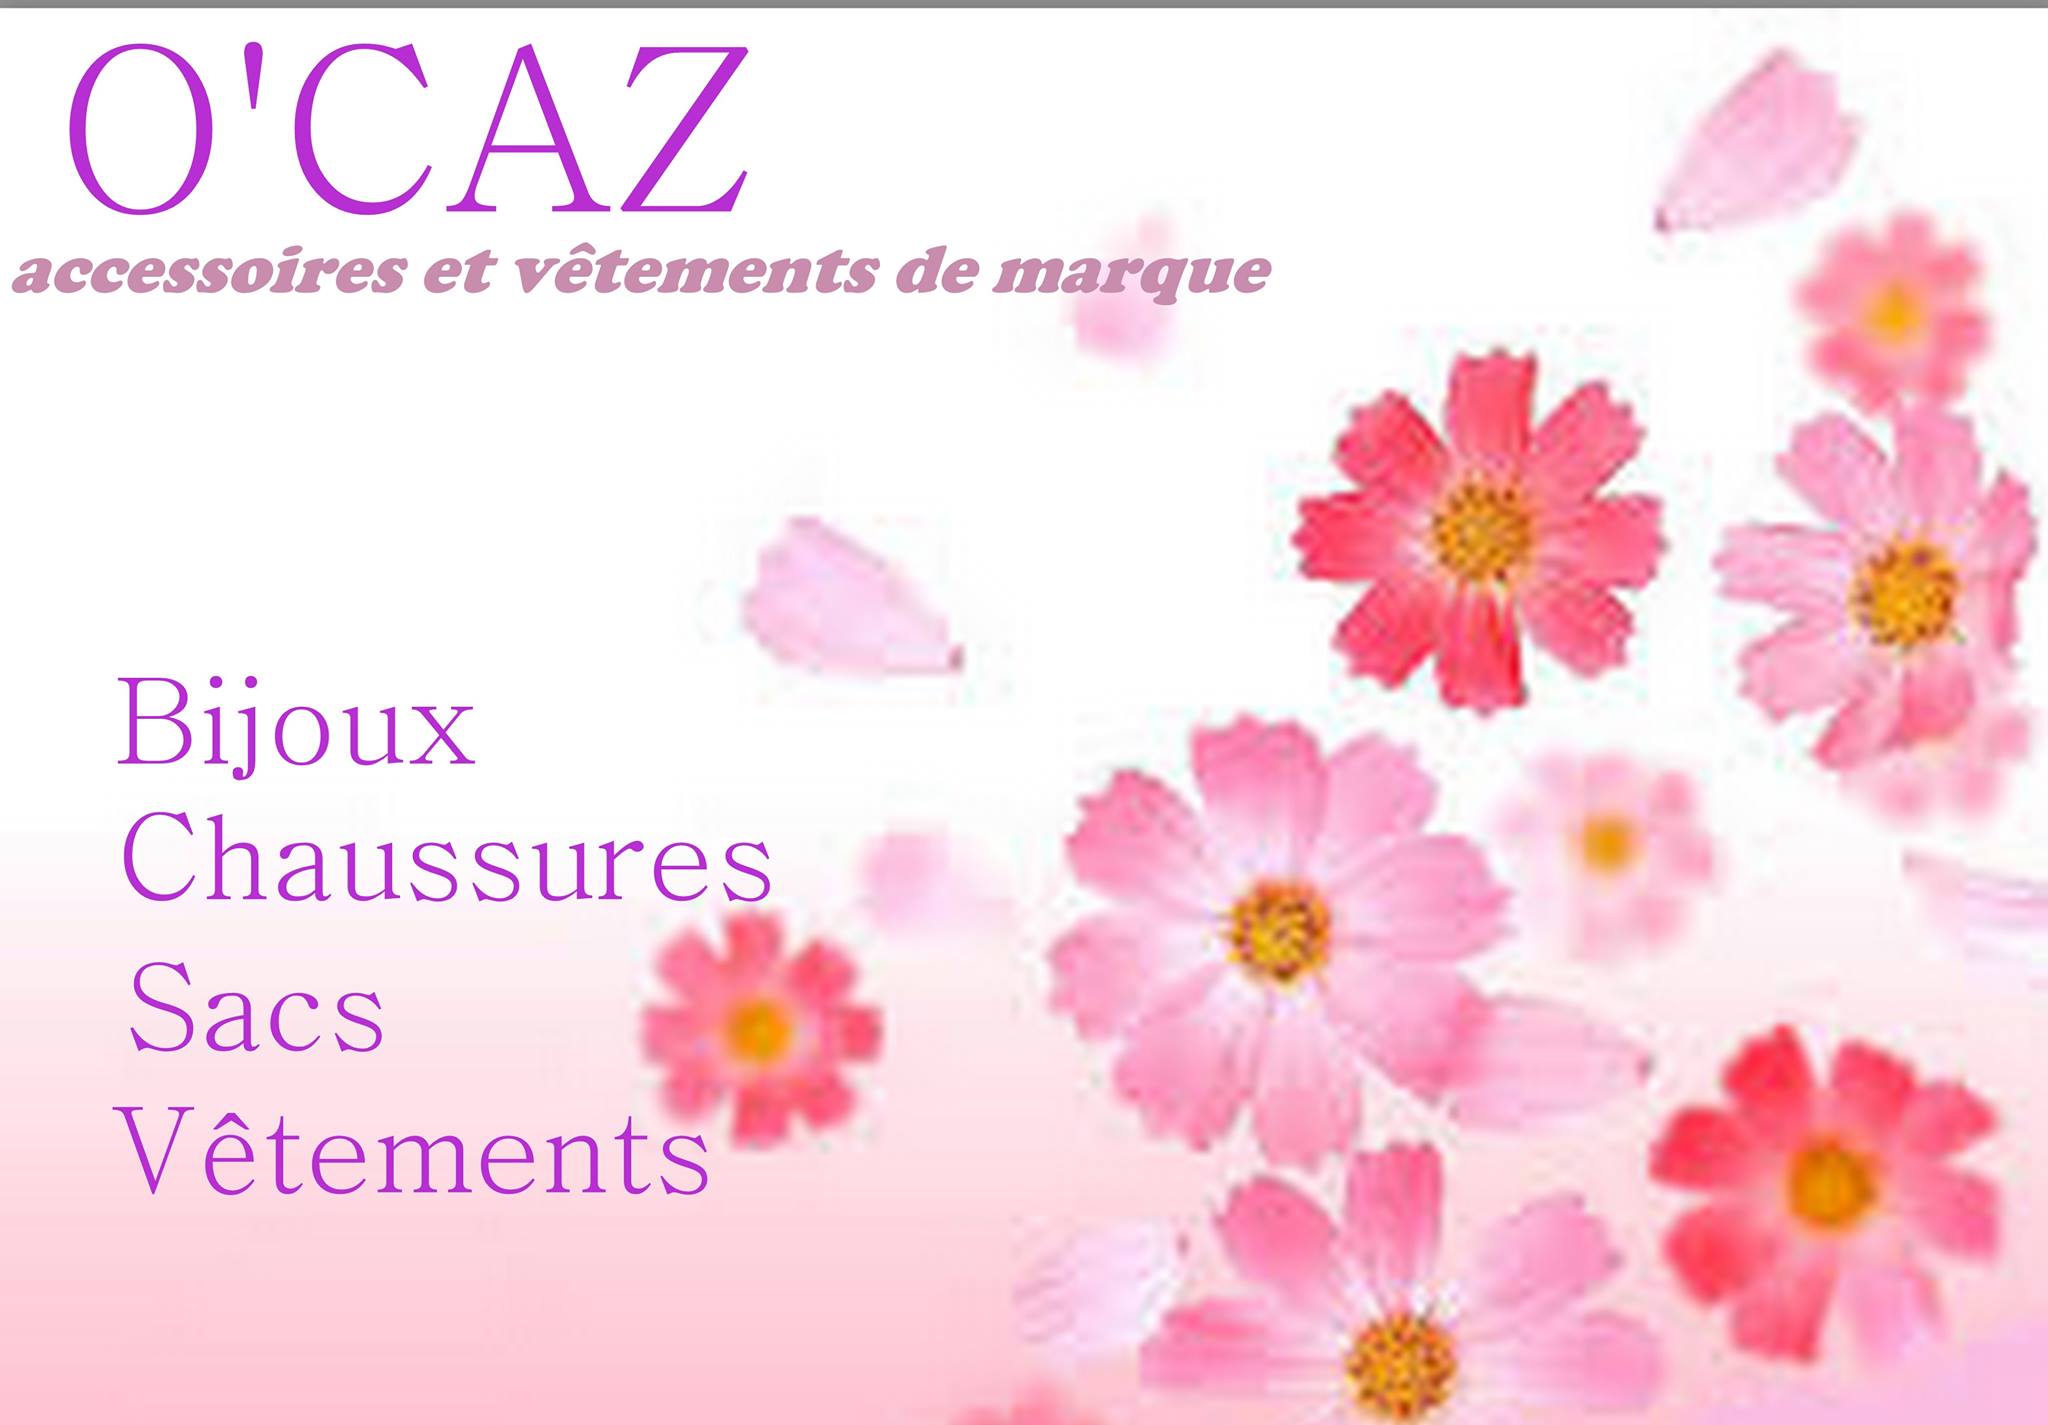 O'CAZ
accessoires et vêtements de marque
Bijoux
Chaussures
Sacs
Vêtements